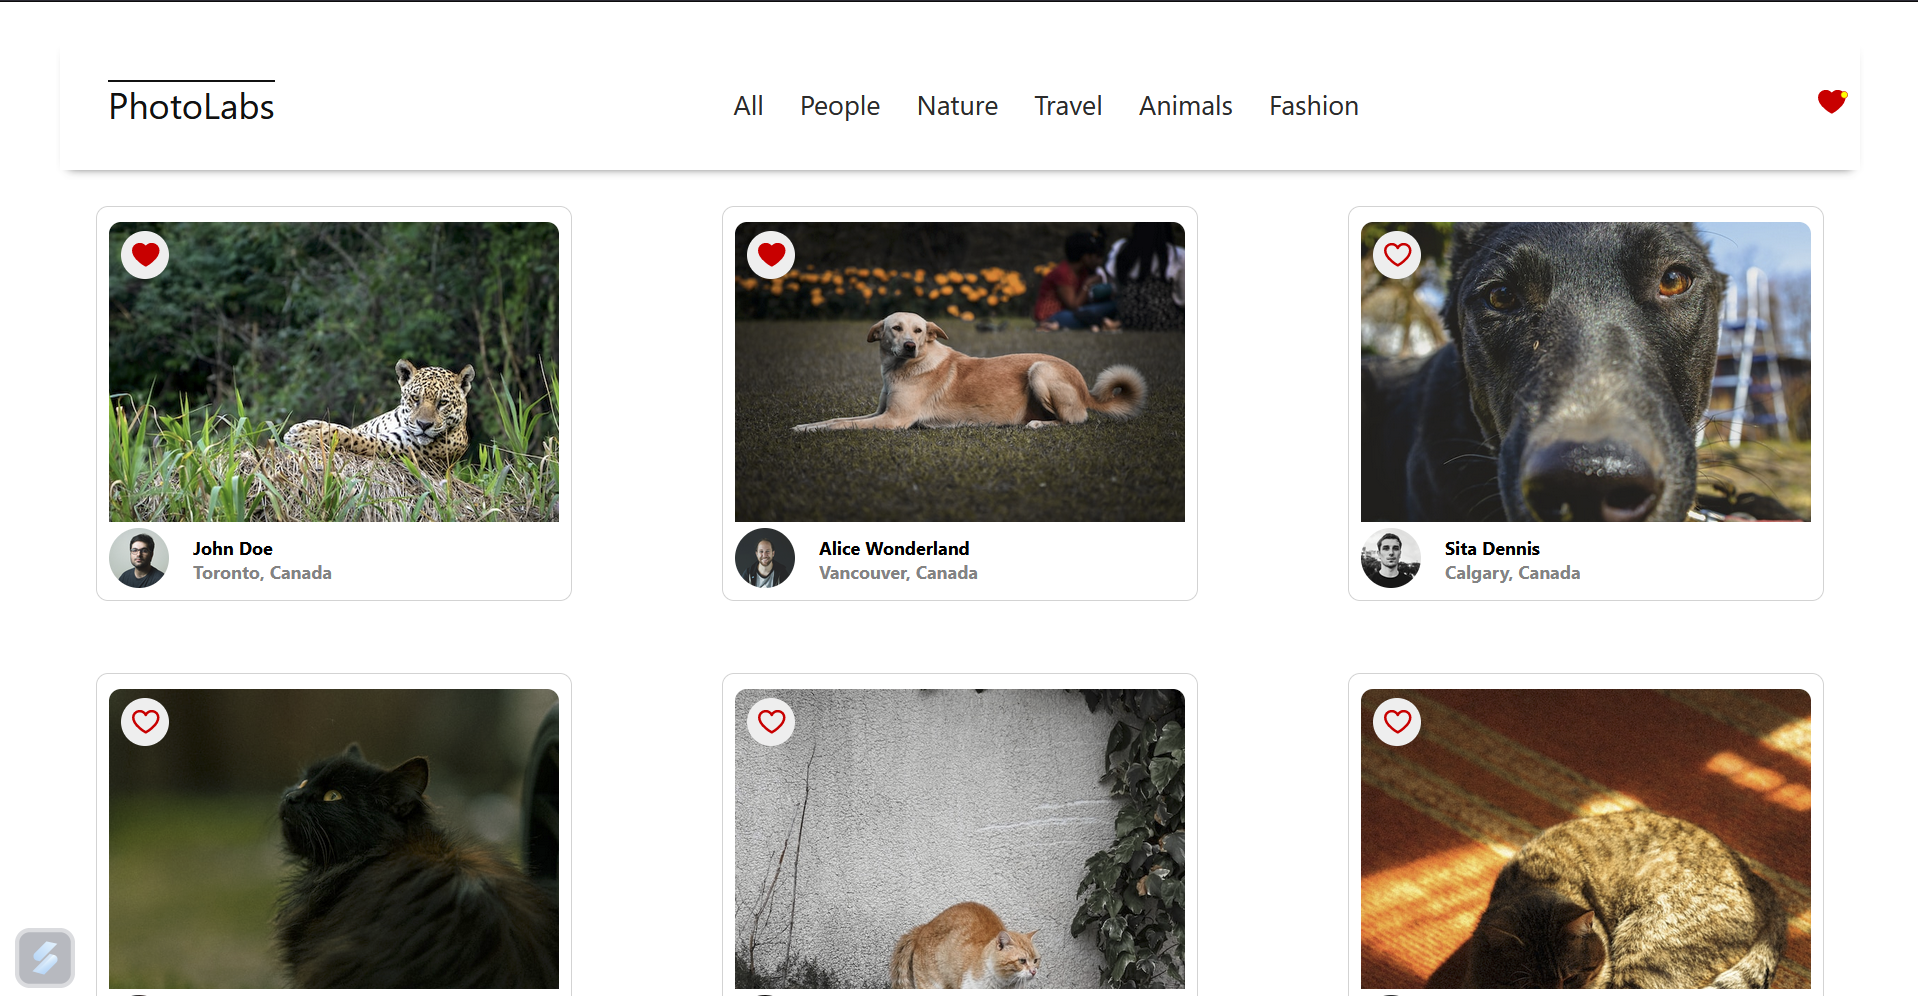 PhotoLabs
All People Nature Travel Animals Fashion
John Doe
Toronto, Canada
Alice Wonderland
Vancouver, Canada
Sita Dennis
Calgary, Canada